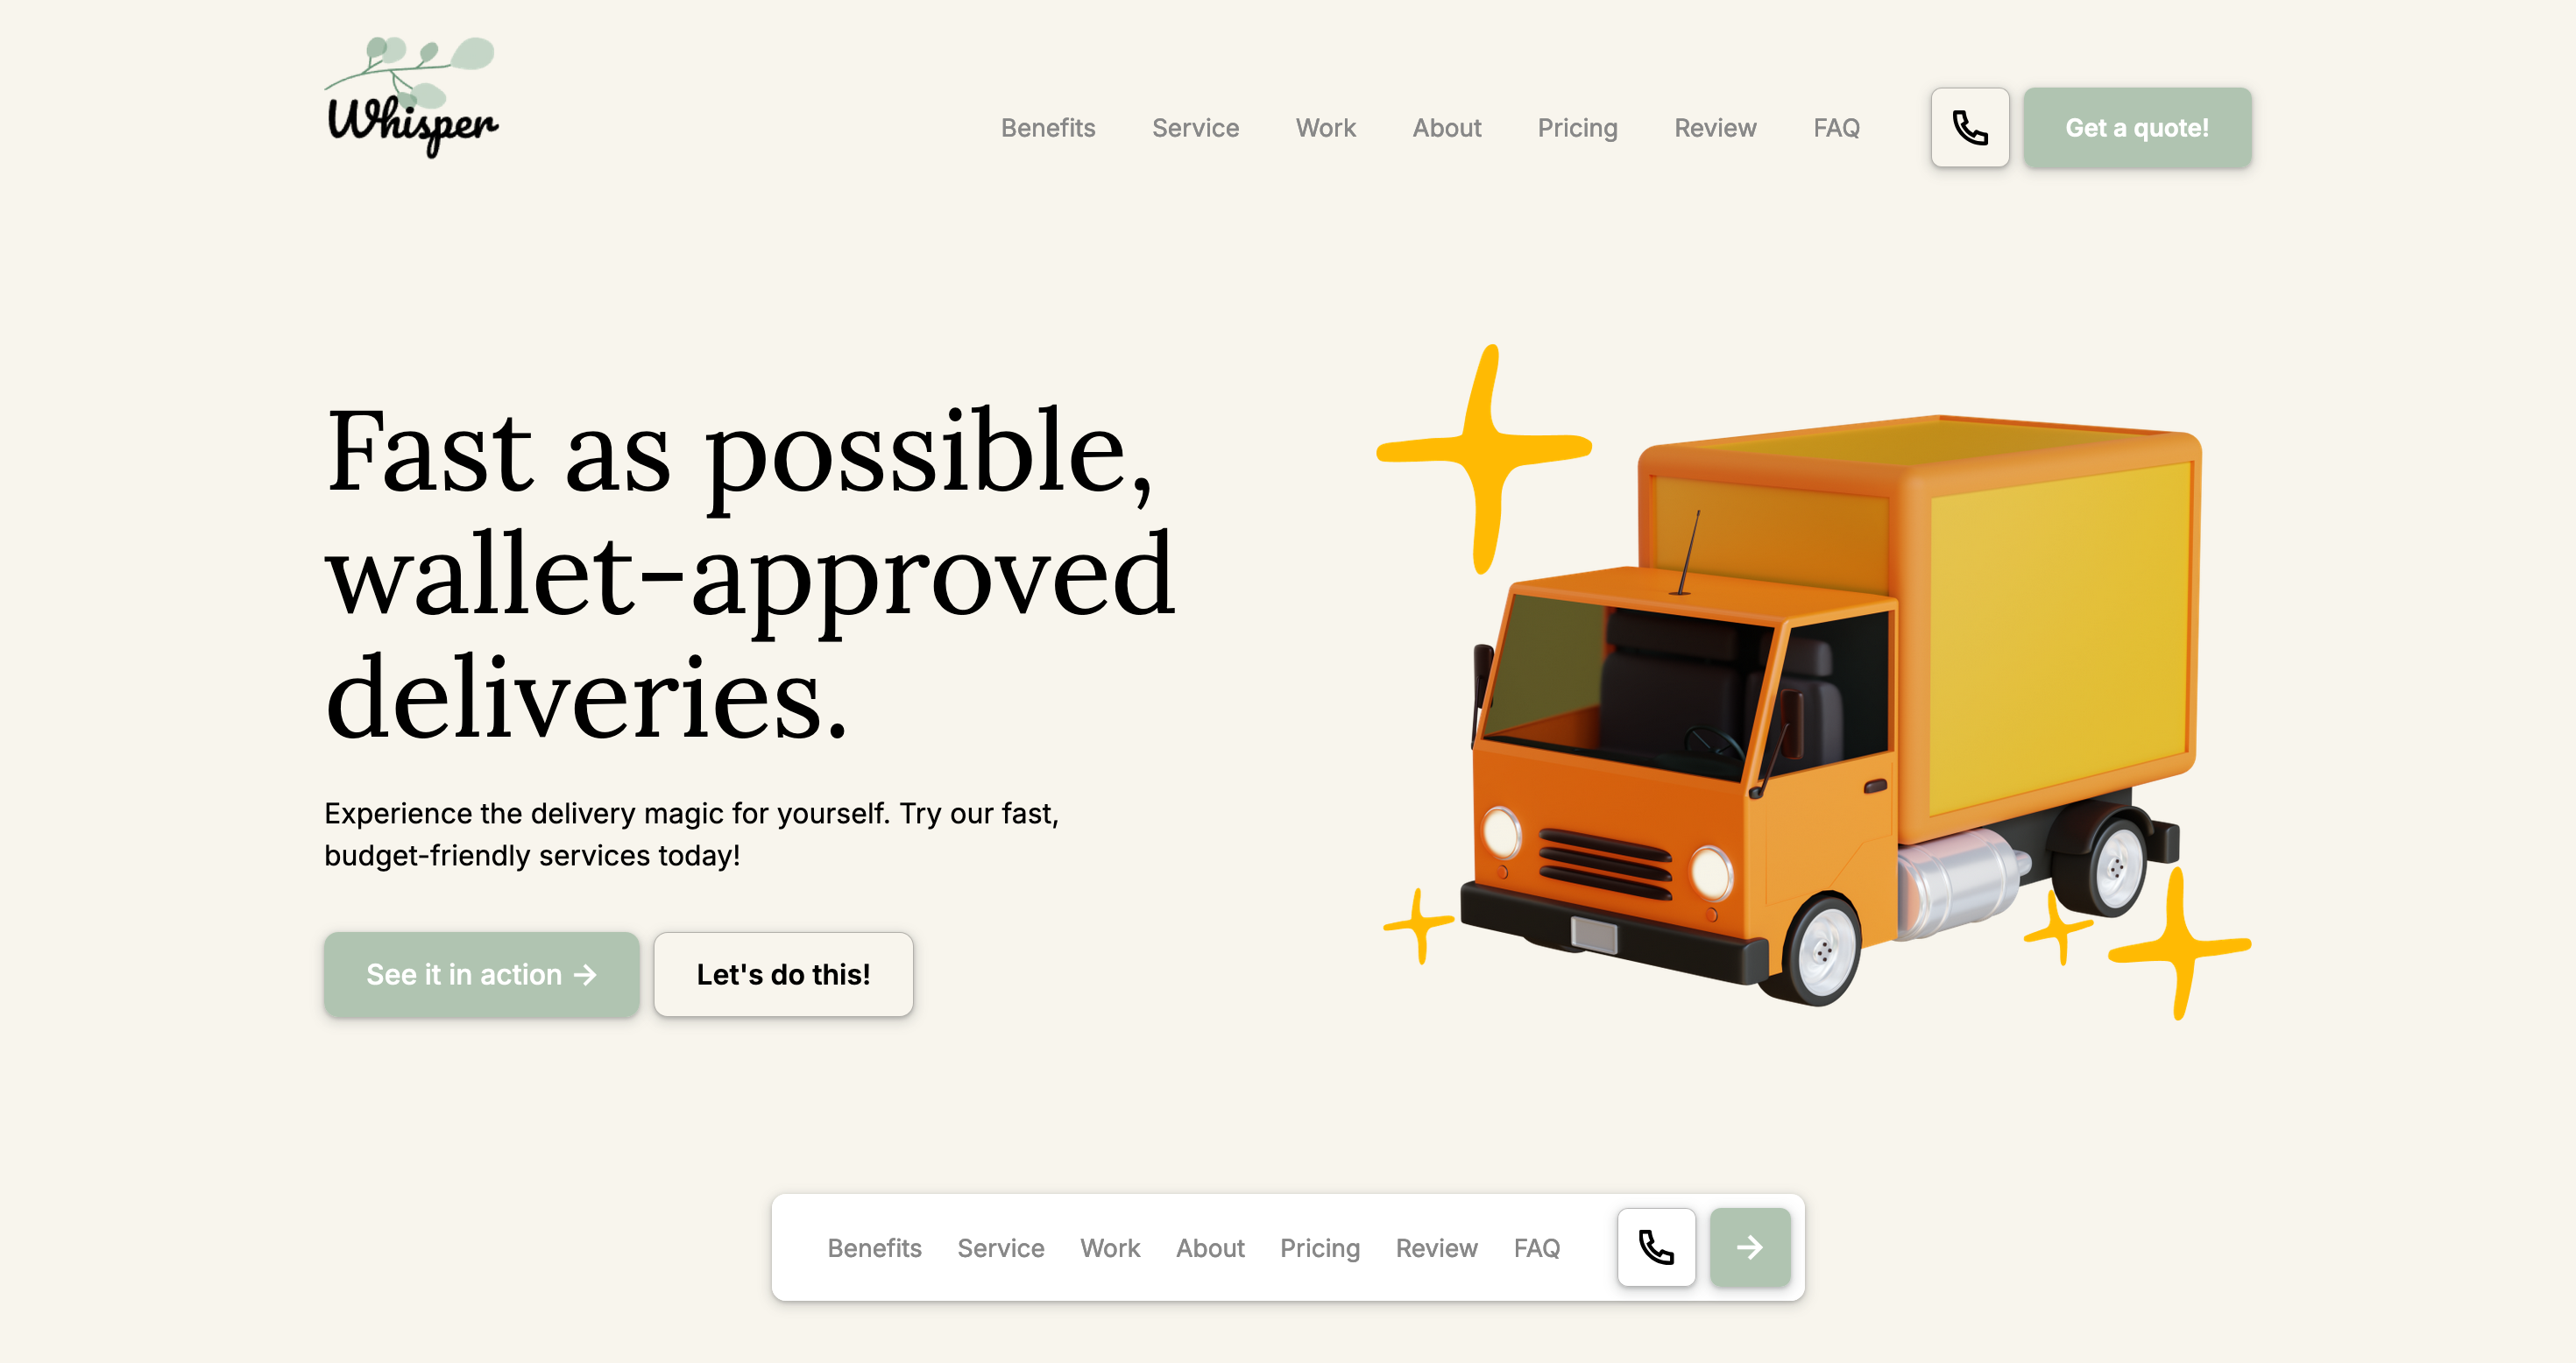 Whisper
Benefits Service Work About Pricing Review FAQ Get a quote!
Fast as possible,
wallet-approved
deliveries.
Experience the delivery magic for yourself. Try our fast,
budget-friendly services today!
See it in action → Let's do this!
Benefits Service Work About Pricing Review FAQ →